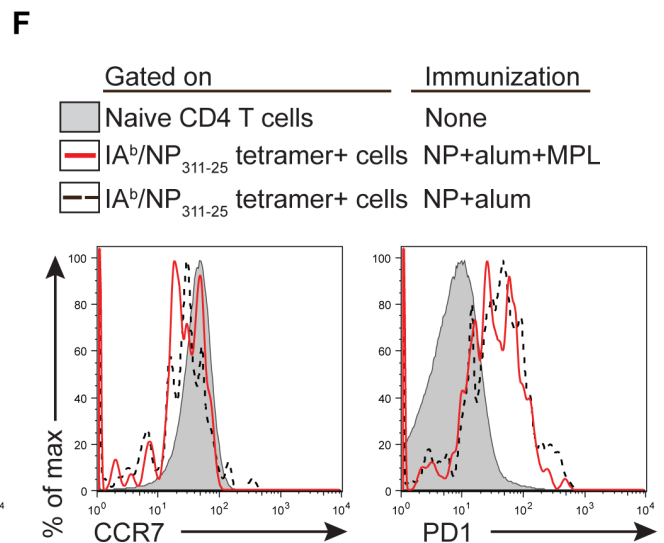 F
Gated on Immunization
Naive CD4 T cells None
IAᵇ/NP₃₁₁₋₂₅ tetramer+ cells NP+alum+MPL
IAᵇ/NP₃₁₁₋₂₅ tetramer+ cells NP+alum
% of max
100 100
80 80
60 60
40 40
20 20
0 0
4 10⁰ 10¹ 10² 10³ 10⁴ 10⁰ 10¹ 10² 10³ 10⁴
CCR7 PD1